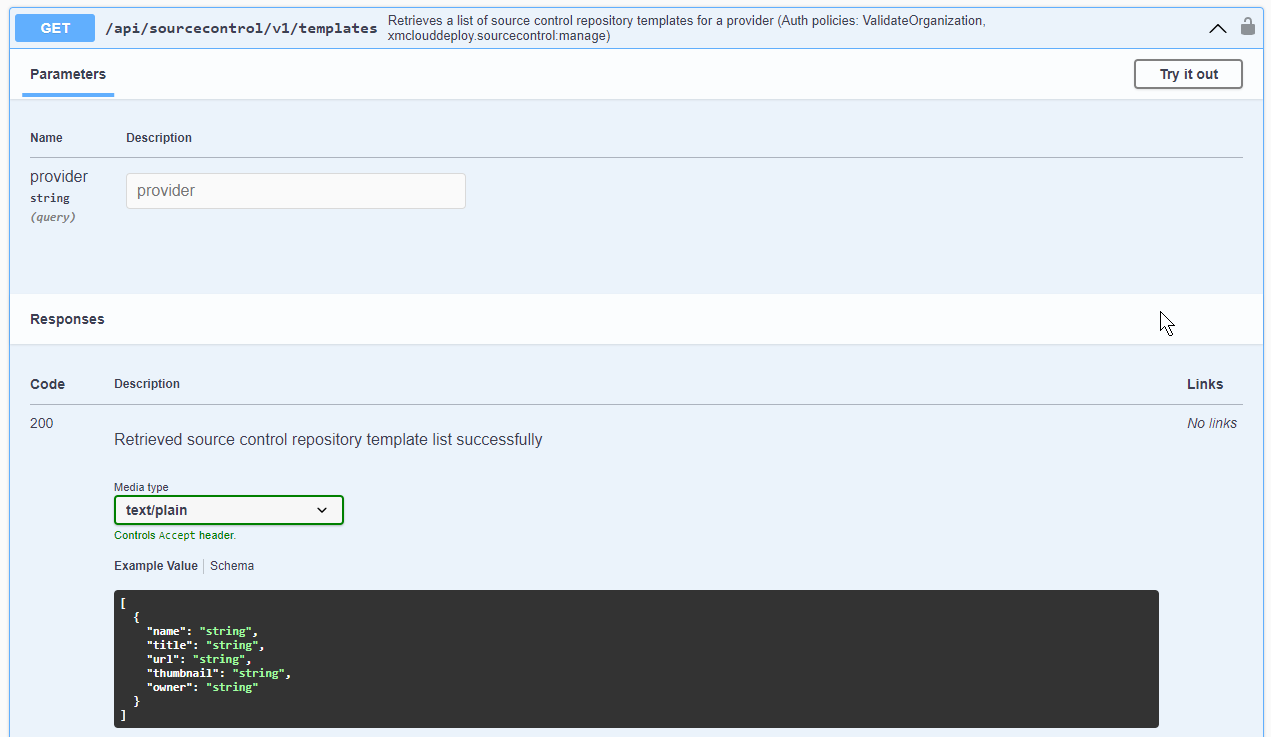 GET /api/sourcecontrol/v1/templates Retrieves a list of source control repository templates for a provider (Auth policies: ValidateOrganization,
xmclouddeploy.sourcecontrol:manage)
Parameters Try it out
Name Description
provider provider
string
(query)
Responses
Code Description Links
200 No links
Retrieved source control repository template list successfully
Media type
text/plain
Controls Accept header.
Example Value Schema
[
  {
    "name": "string",
    "title": "string",
    "url": "string",
    "thumbnail": "string",
    "owner": "string"
  }
]